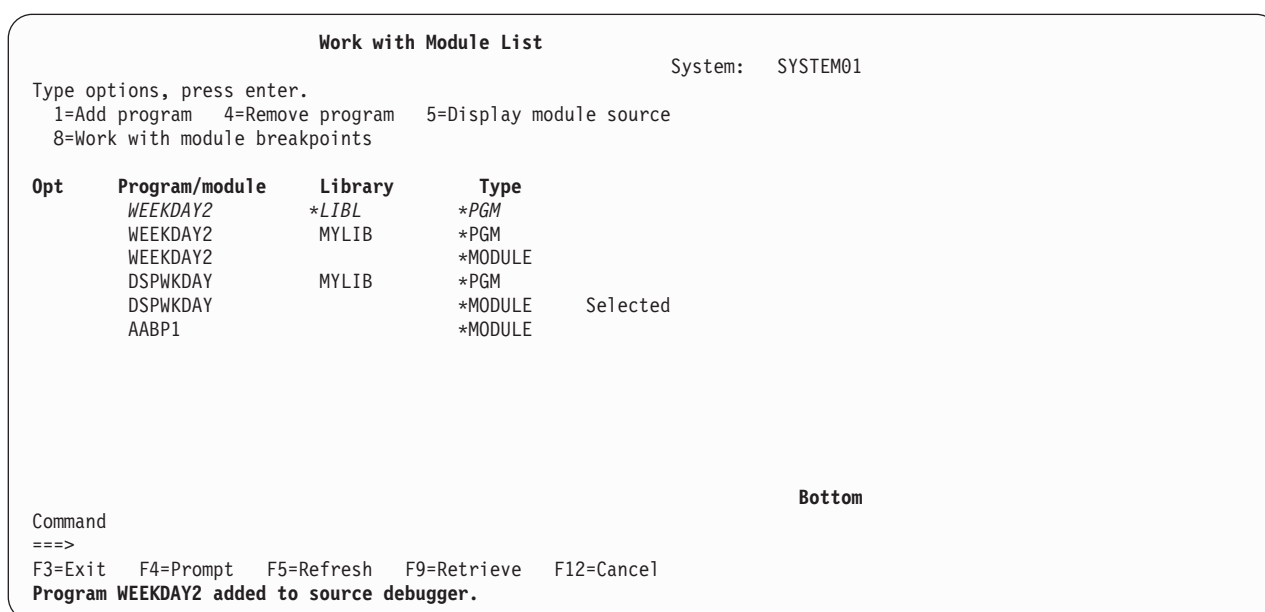 Work with Module List
System: SYSTEM01
Type options, press enter.
1=Add program 4=Remove program 5=Display module source
8=Work with module breakpoints
Opt Program/module Library Type
WEEKDAY2 *LIBL *PGM
WEEKDAY2 MYLIB *PGM
WEEKDAY2 *MODULE
DSPWKDAY MYLIB *PGM
DSPWKDAY *MODULE Selected
AABP1 *MODULE
Bottom
Command
===>
F3=Exit F4=Prompt F5=Refresh F9=Retrieve F12=Cancel
Program WEEKDAY2 added to source debugger.